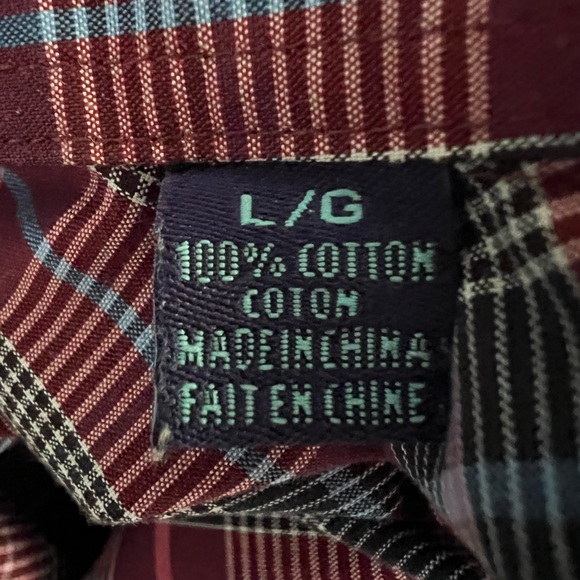 L/G
100% COTTON
COTON
MADE IN CHINA
FAIT EN CHINE